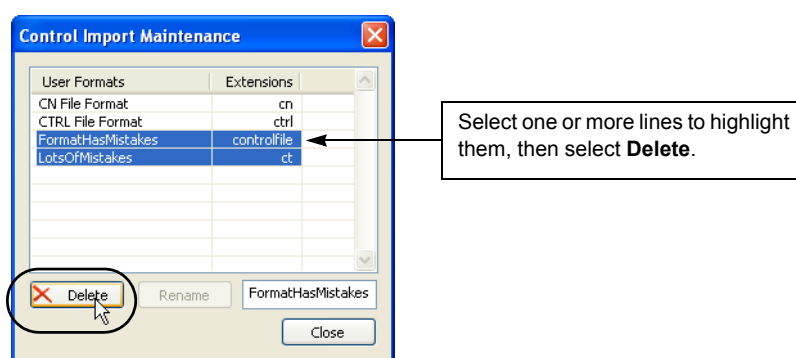 Control Import Maintenance
User Formats Extensions
CN File Format cn
CTRL File Format ctrl
FormatHasMistakes controlfile
LotsOfMistakes ct
Select one or more lines to highlight
them, then select Delete.
Delete Rename FormatHasMistakes
Close